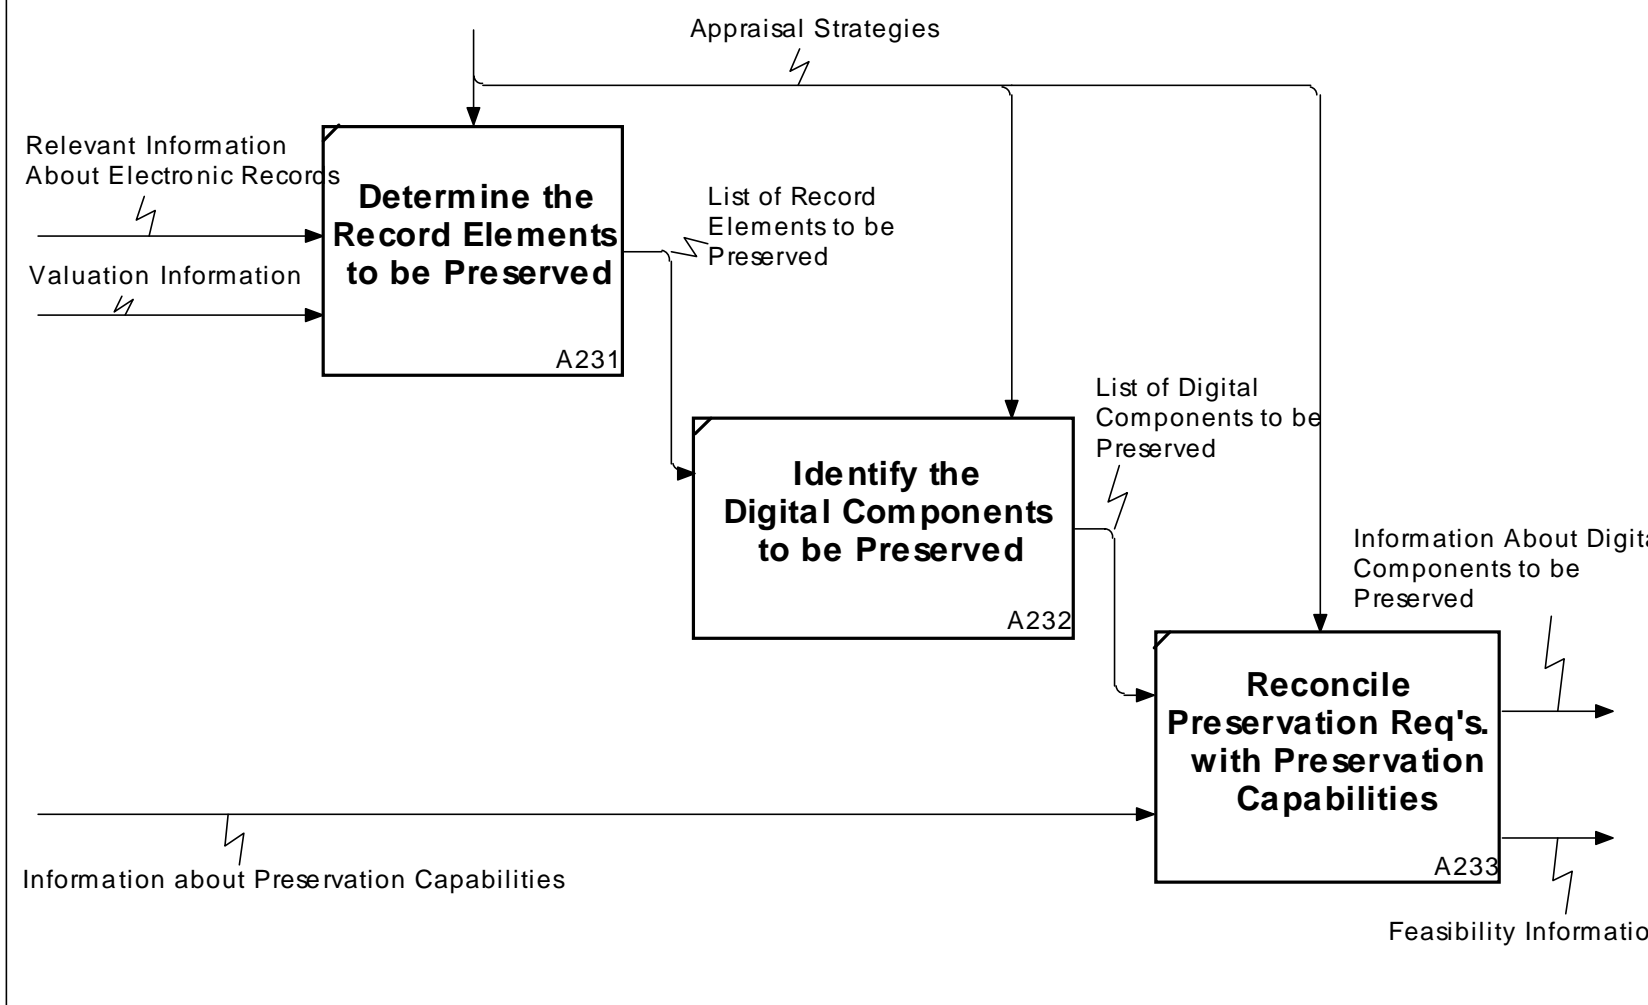 Appraisal Strategies
Relevant Information
About Electronic Records
Determine the
Record Elements
to be Preserved
A231
List of Record
Elements to be
Preserved
Valuation Information
List of Digital
Components to be
Preserved
Identify the
Digital Components
to be Preserved
A232
Information About Digita
Components to be
Preserved
Reconcile
Preservation Req's.
with Preservation
Capabilities
A233
Information about Preservation Capabilities
Feasibility Informatio